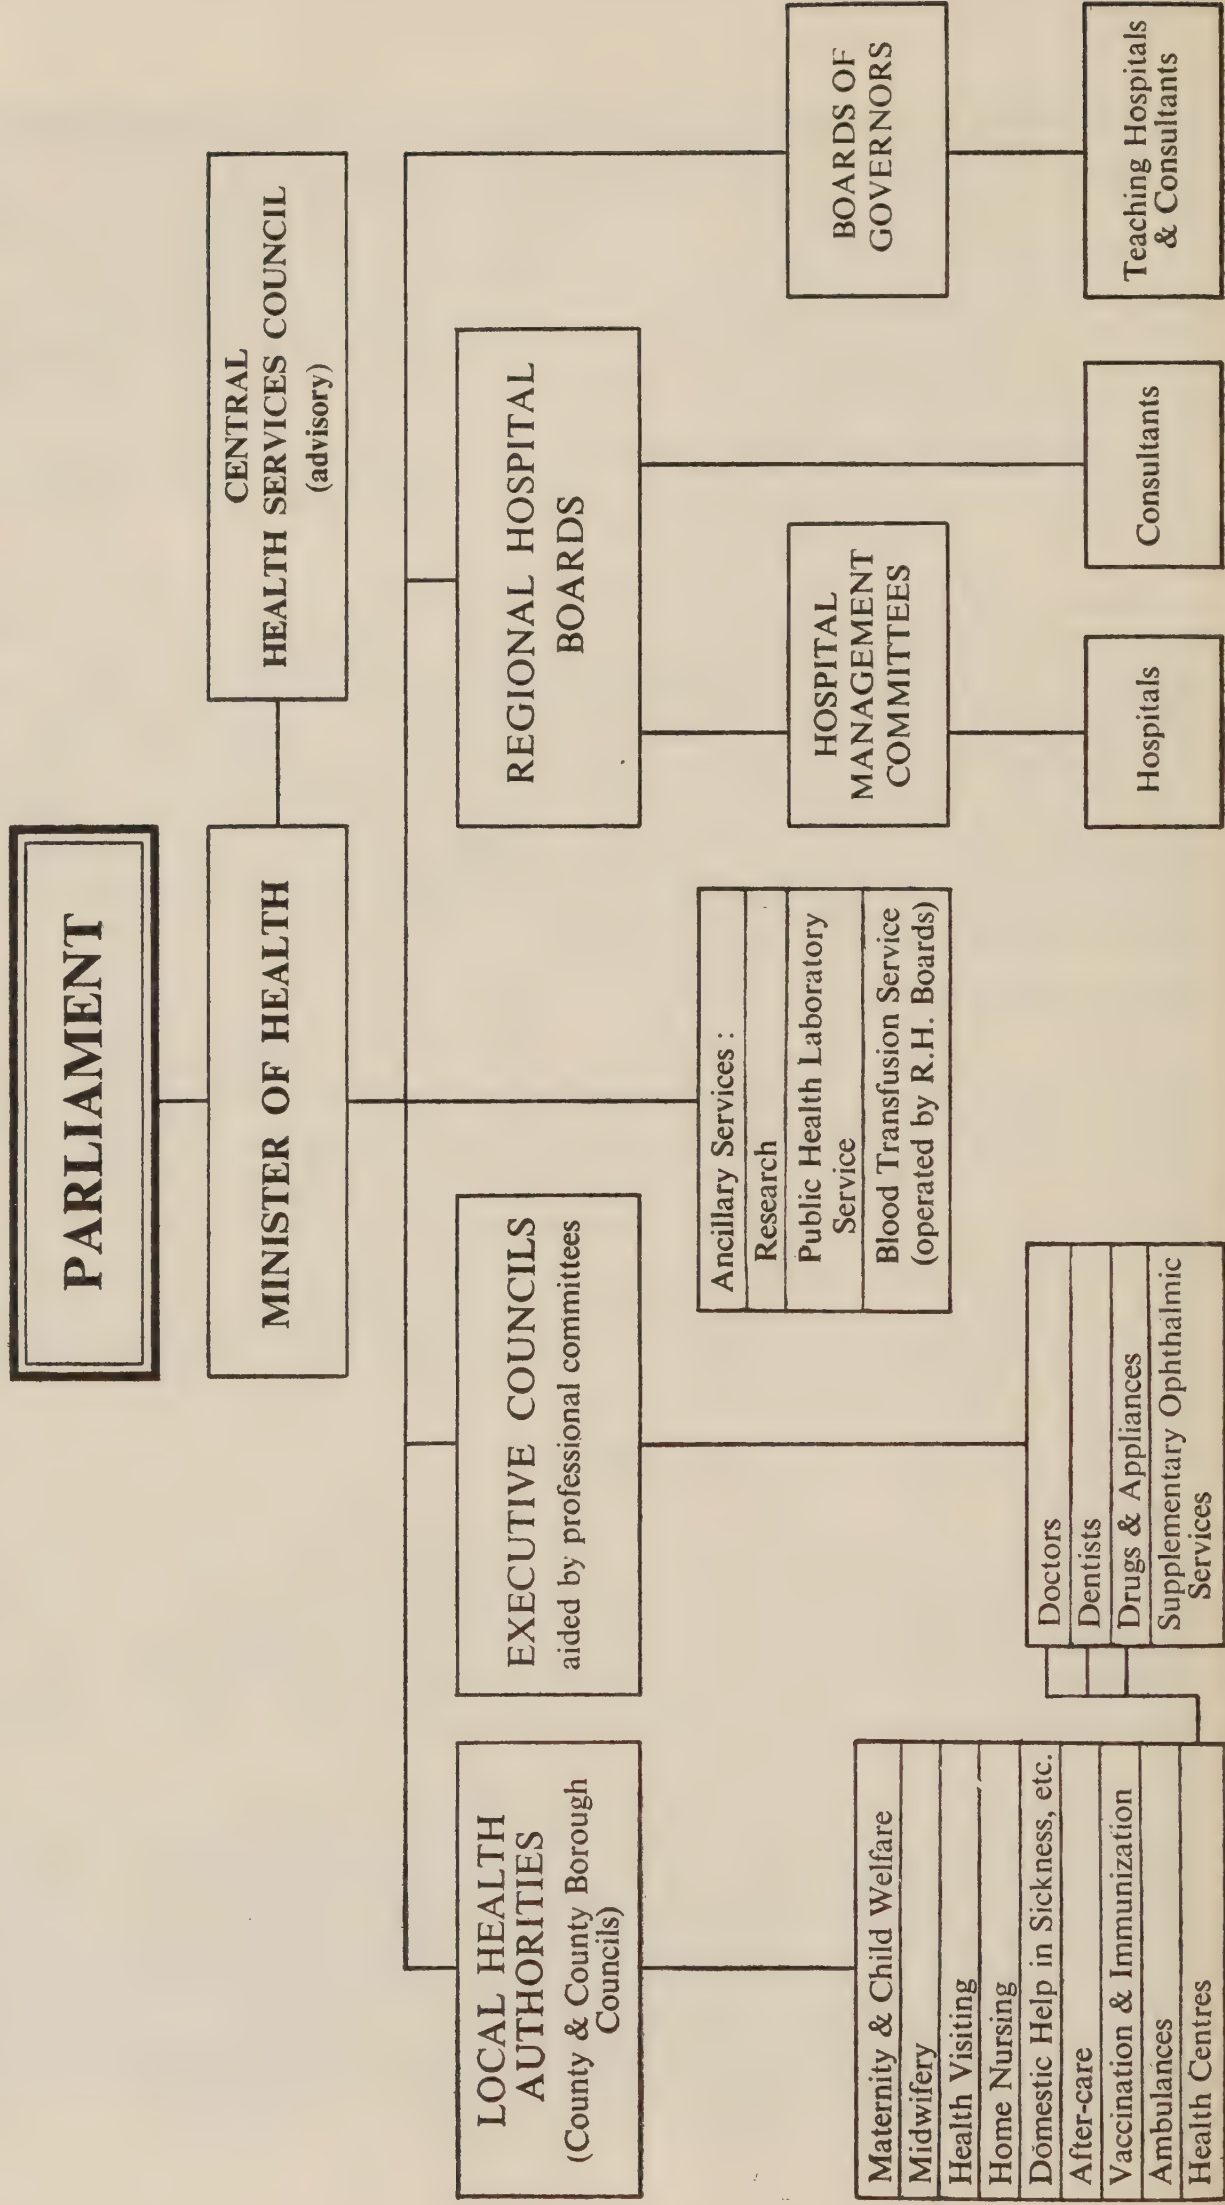 PARLIAMENT
MINISTER OF HEALTH
CENTRAL
HEALTH SERVICES COUNCIL
(advisory)
LOCAL HEALTH
AUTHORITIES
(County & County Borough
Councils)
EXECUTIVE COUNCILS
aided by professional committees
REGIONAL HOSPITAL
BOARDS
Ancillary Services :
Research
Public Health Laboratory
Service
Blood Transfusion Service
(operated by R.H. Boards)
HOSPITAL
MANAGEMENT
COMMITTEES
BOARDS OF
GOVERNORS
Maternity & Child Welfare
Midwifery
Health Visiting
Home Nursing
Domestic Help in Sickness, etc.
After-care
Vaccination & Immunization
Ambulances
Health Centres
Doctors
Dentists
Drugs & Appliances
Supplementary Ophthalmic
Services
Hospitals
Consultants
Teaching Hospitals
& Consultants